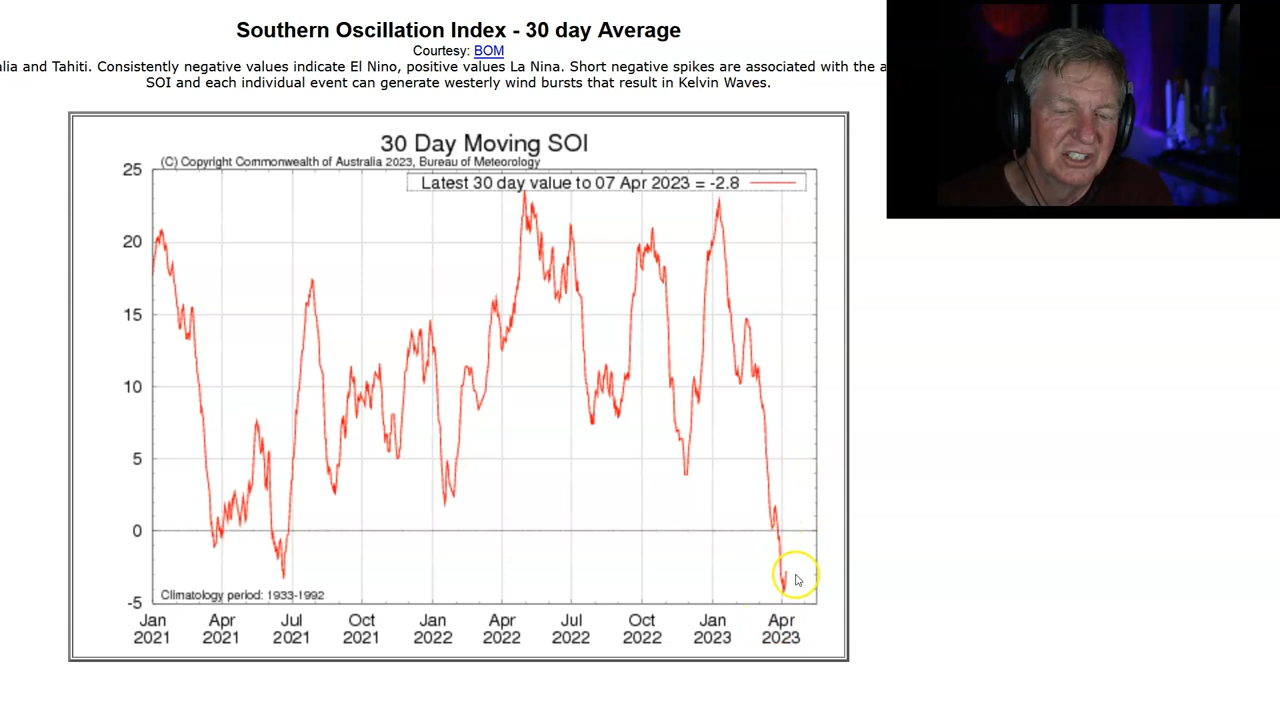 Southern Oscillation Index - 30 day Average
Courtesy: BOM
and Tahiti. Consistently negative values indicate El Nino, positive values La Nina. Short negative spikes are associated with the
SOI and each individual event can generate westerly wind bursts that result in Kelvin Waves.
30 Day Moving SOI
(C) Copyright Commonwealth of Australia 2023, Bureau of Meteorology
Latest 30 day value to 07 Apr 2023 = -2.8
25
20
15
10
5
0
-5
Climatology period: 1933-1992
Jan Apr Jul Oct Jan Apr Jul Oct Jan Apr
2021 2021 2021 2021 2022 2022 2022 2022 2023 2023